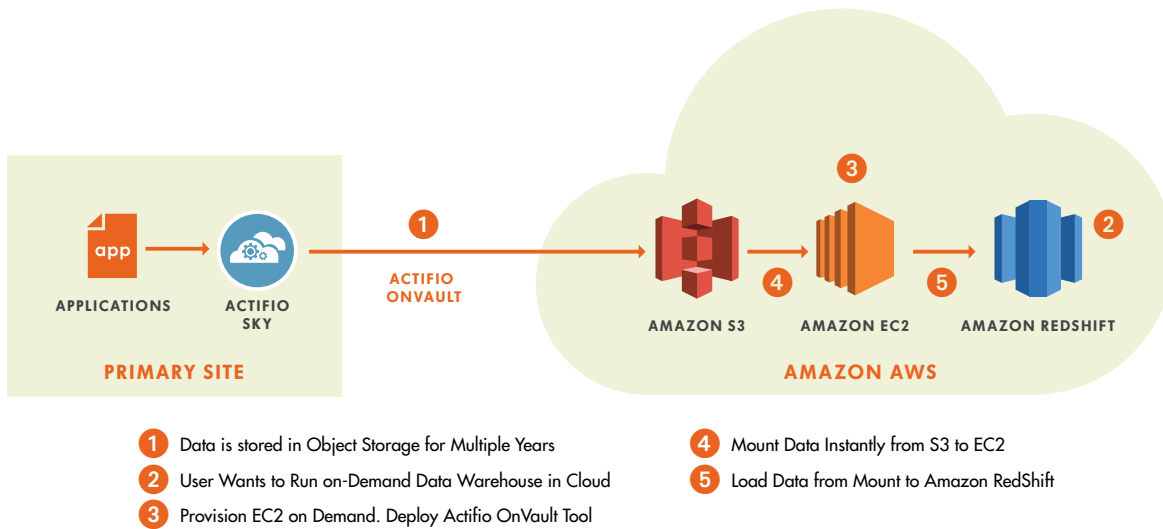 3
1
2
app
ACTIFIO
ONVAULT
4
5
APPLICATIONS
ACTIFIO
SKY
AMAZON S3
AMAZON EC2
AMAZON REDSHIFT
PRIMARY SITE
AMAZON AWS
1 Data is stored in Object Storage for Multiple Years
2 User Wants to Run on-Demand Data Warehouse in Cloud
3 Provision EC2 on Demand. Deploy Actifio OnVault Tool
4 Mount Data Instantly from S3 to EC2
5 Load Data from Mount to Amazon RedShift